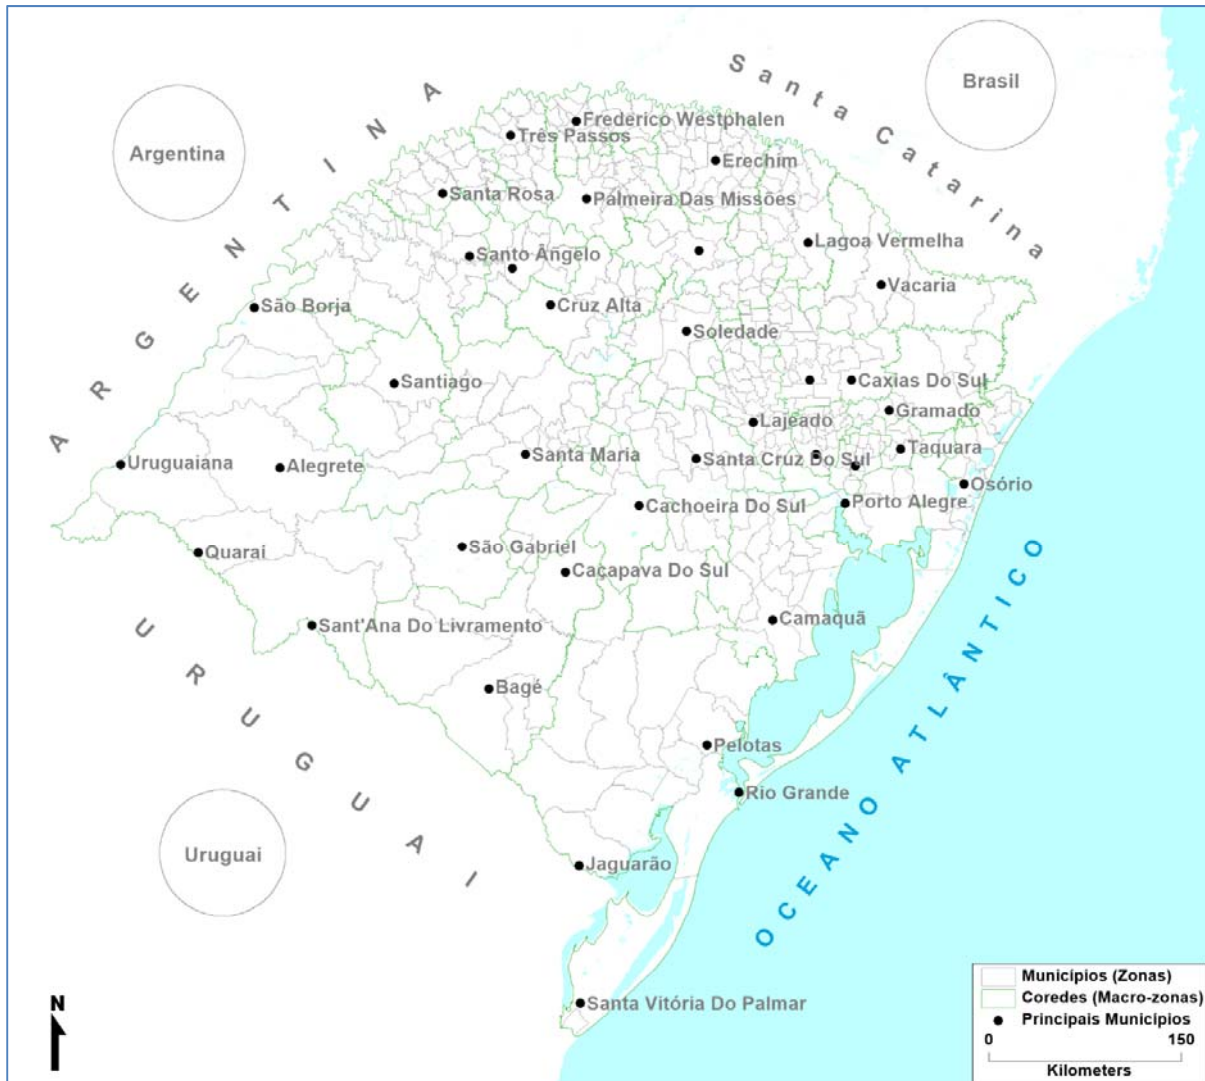 Santa Catarina
Brasil
ARGENTINA
Argentina
Frederico Westphalen
Três Passos
Erechim
Santa Rosa
Palmeira Das Missões
Lagoa Vermelha
Santo Ângelo
Vacaria
São Borja
Cruz Alta
Soledade
Santiago
Caxias Do Sul
Gramado
Lajeado
Taquara
Uruguaiana
Alegrete
Santa Maria
Santa Cruz Do Sul
Osório
Cachoeira Do Sul
Porto Alegre
Quarai
São Gabriel
Caçapava Do Sul
Sant'Ana Do Livramento
Camaquã
OCEANO ATLÂNTICO
URUGUAI
Bagé
Pelotas
Rio Grande
Uruguai
Jaguarão
Santa Vitória Do Palmar
N
Municípios (Zonas)
Coredes (Macro-zonas)
Principais Municipios
0 150
Kilometers